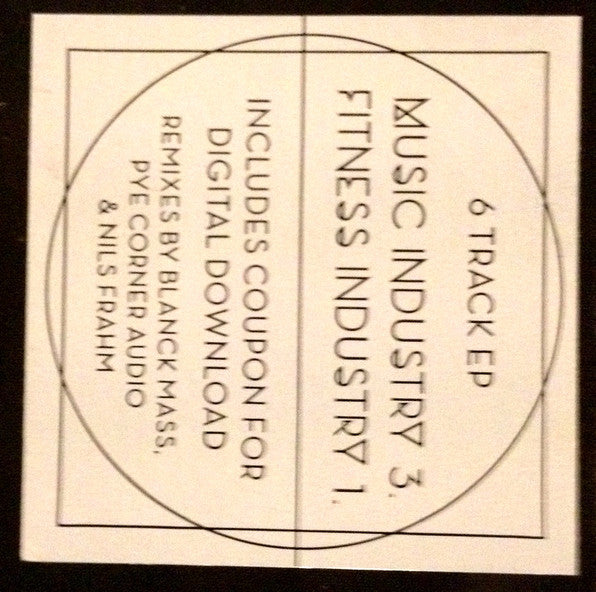 6 TRACK EP
MUSIC INDUSTRY 3.
FITNESS INDUSTRY 1.
INCLUDES COUPON FOR
DIGITAL DOWNLOAD
REMIXES BY BLANCK MASS,
PYE CORNER AUDIO
& NILS FRAHM